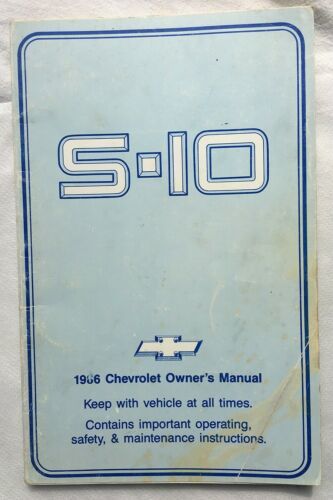 S-10
1986 Chevrolet Owner's Manual
Keep with vehicle at all times.
Contains important operating,
safety, & maintenance instructions.